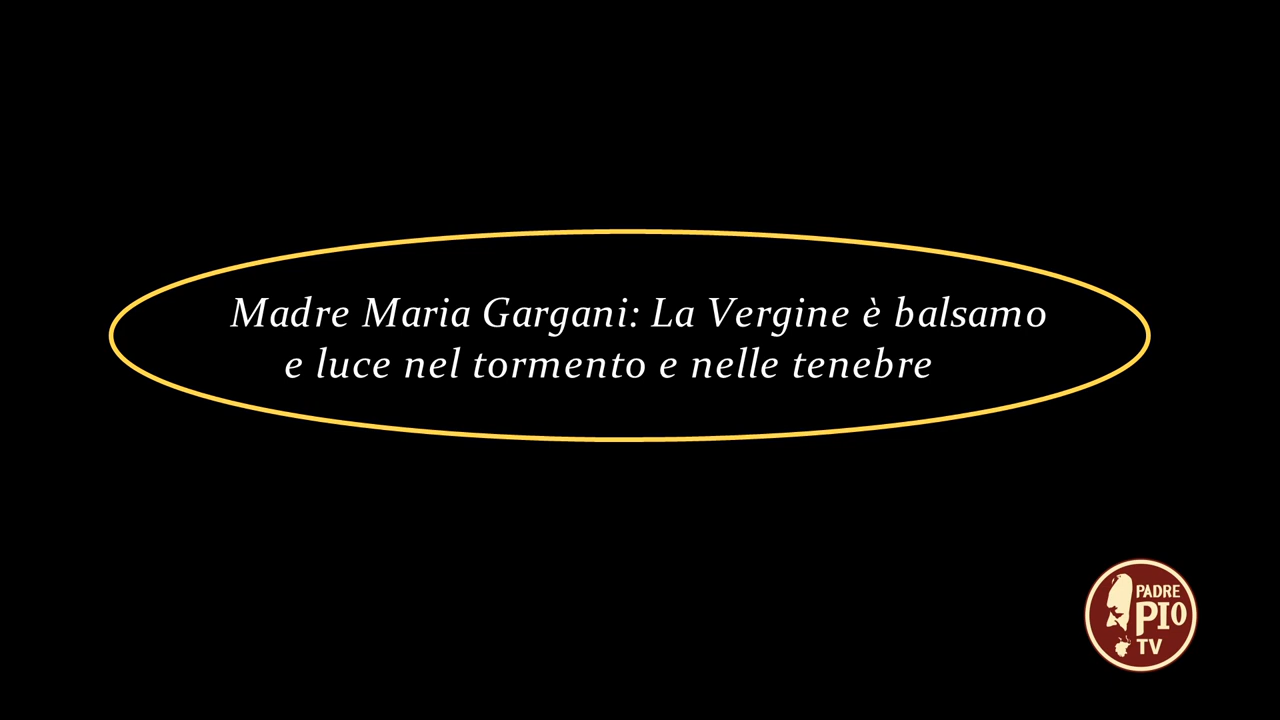 Madre Maria Gargani: La Vergine è balsamo
e luce nel tormento e nelle tenebre
PADRE
PIO
TV